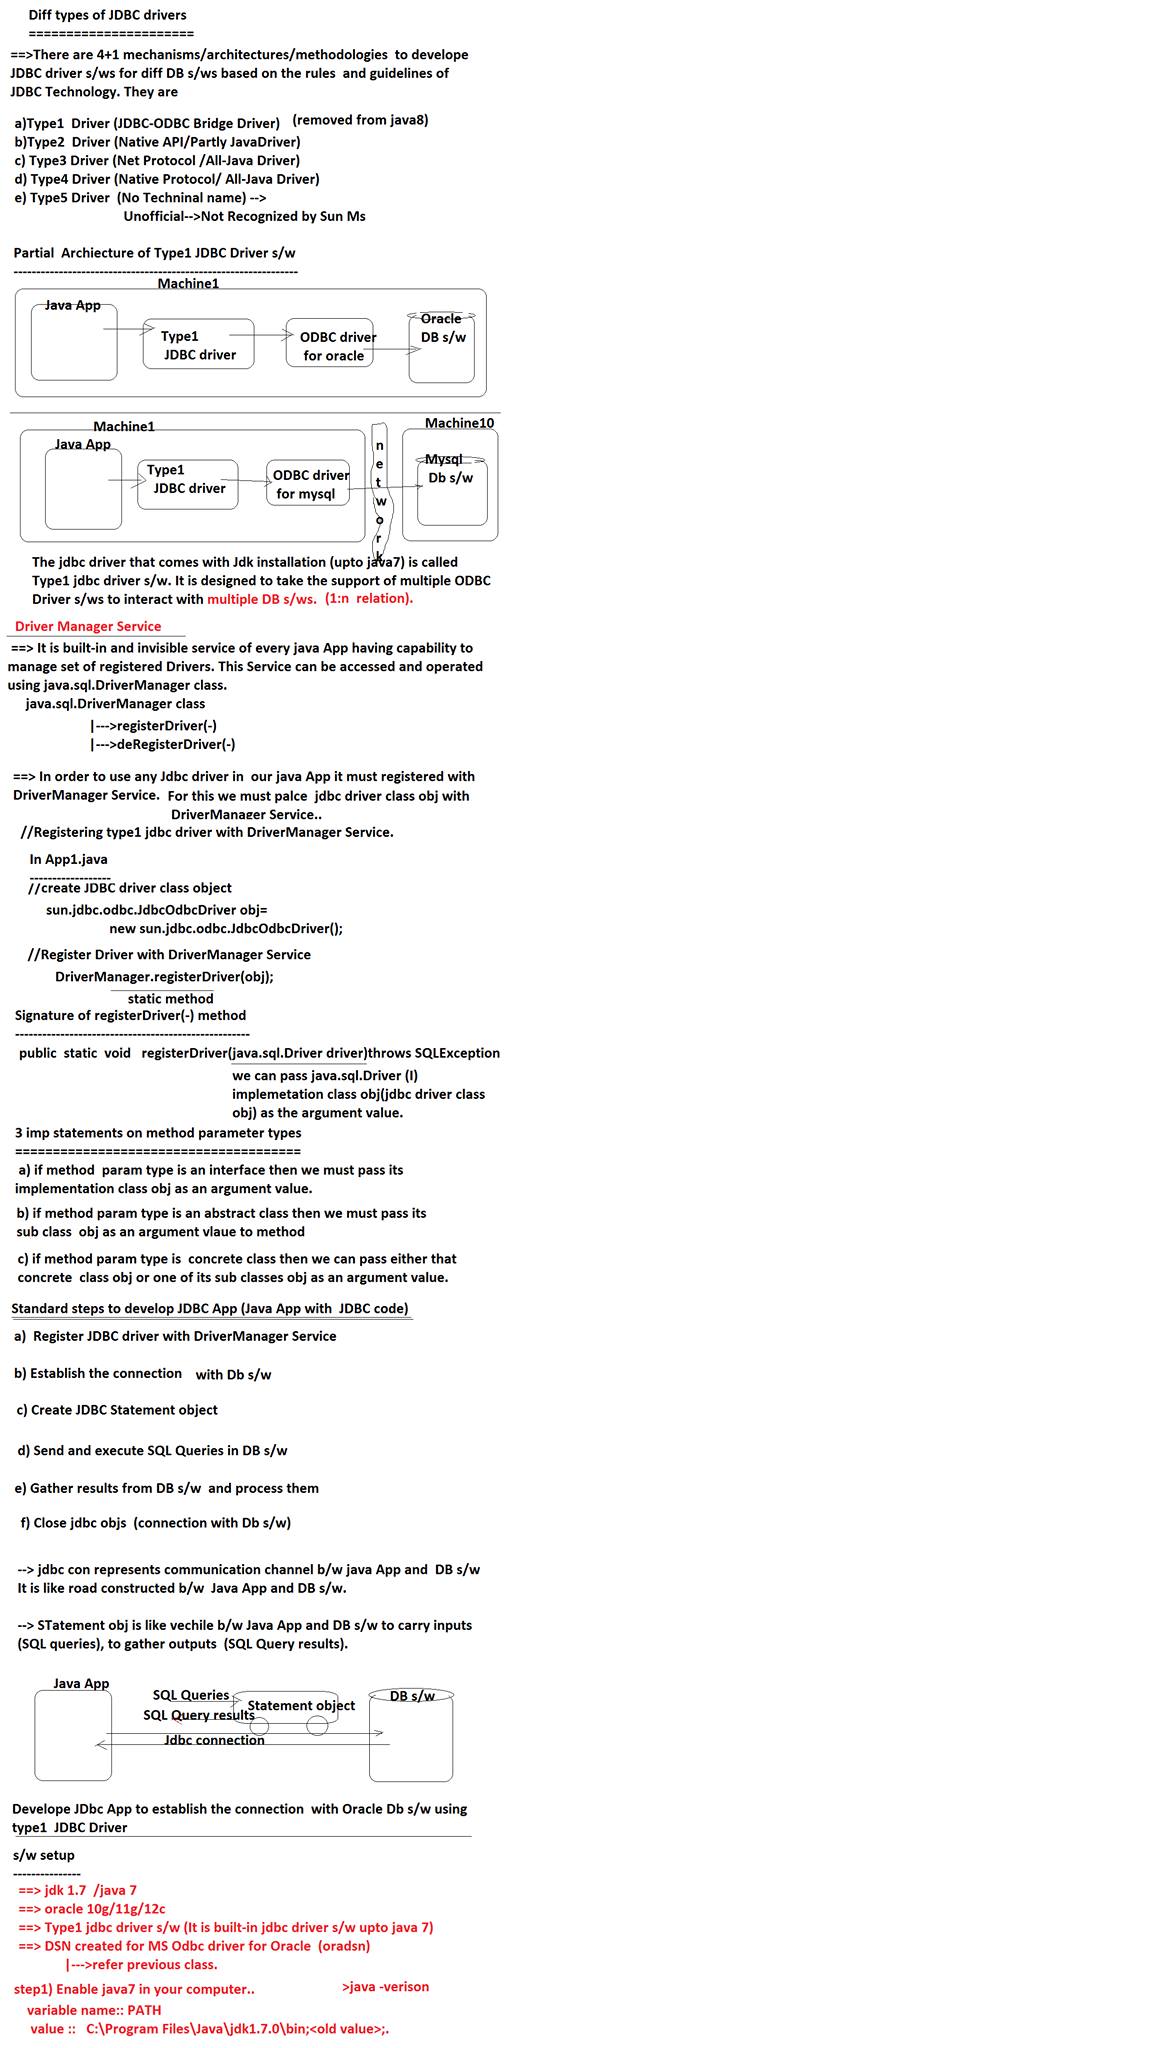 Diff types of JDBC drivers
======================
==>There are 4+1 mechanisms/architectures/methodologies to develope
JDBC driver s/ws for diff DB s/ws based on the rules and guidelines of
JDBC Technology. They are
a)Type1 Driver (JDBC-ODBC Bridge Driver) (removed from java8)
b)Type2 Driver (Native API/Partly JavaDriver)
c) Type3 Driver (Net Protocol /All-Java Driver)
d) Type4 Driver (Native Protocol/ All-Java Driver)
e) Type5 Driver (No Techninal name) -->
Unofficial-->Not Recognized by Sun Ms
Partial Archiecture of Type1 JDBC Driver s/w
---------------------------------------------------------------
Machine1
Java App
Type1
JDBC driver
ODBC driver
for oracle
Oracle
DB s/w
Machine1
Java App
Type1
JDBC driver
ODBC driver
for mysql
n
e
t
w
o
r
k
Machine10
Mysql
Db s/w
The jdbc driver that comes with Jdk installation (upto java7) is called
Type1 jdbc driver s/w. It is designed to take the support of multiple ODBC
Driver s/ws to interact with multiple DB s/ws. (1:n relation).
Driver Manager Service
==> It is built-in and invisible service of every java App having capability to
manage set of registered Drivers. This Service can be accessed and operated
using java.sql.DriverManager class.
java.sql.DriverManager class
|--->registerDriver(-)
|--->deRegisterDriver(-)
==> In order to use any Jdbc driver in our java App it must registered with
DriverManager Service. For this we must palce jdbc driver class obj with
DriverManager Service..
//Registering type1 jdbc driver with DriverManager Service.
In App1.java
------------------
//create JDBC driver class object
sun.jdbc.odbc.JdbcOdbcDriver obj=
new sun.jdbc.odbc.JdbcOdbcDriver();
//Register Driver with DriverManager Service
DriverManager.registerDriver(obj);
static method
Signature of registerDriver(-) method
----------------------------------------------------
public static void registerDriver(java.sql.Driver driver)throws SQLException
we can pass java.sql.Driver (I)
implemetation class obj(jdbc driver class
obj) as the argument value.
3 imp statements on method parameter types
======================================
a) if method param type is an interface then we must pass its
implementation class obj as an argument value.
b) if method param type is an abstract class then we must pass its
sub class obj as an argument vlaue to method
c) if method param type is concrete class then we can pass either that
concrete class obj or one of its sub classes obj as an argument value.
Standard steps to develop JDBC App (Java App with JDBC code)
a) Register JDBC driver with DriverManager Service
b) Establish the connection with Db s/w
c) Create JDBC Statement object
d) Send and execute SQL Queries in DB s/w
e) Gather results from DB s/w and process them
f) Close jdbc objs (connection with Db s/w)
--> jdbc con represents communication channel b/w java App and DB s/w
It is like road constructed b/w Java App and DB s/w.
--> STatement obj is like vechile b/w Java App and DB s/w to carry inputs
(SQL queries), to gather outputs (SQL Query results).
Java App
SQL Queries
SQL Query results
Statement object
Jdbc connection
DB s/w
Develope JDbc App to establish the connection with Oracle Db s/w using
type1 JDBC Driver
s/w setup
---------------
==> jdk 1.7 /java 7
==> oracle 10g/11g/12c
==> Type1 jdbc driver s/w (It is built-in jdbc driver s/w upto java 7)
==> DSN created for MS Odbc driver for Oracle (oradsn)
|--->refer previous class.
step1) Enable java7 in your computer.. >java -verison
variable name:: PATH
value :: C:\Program Files\Java\jdk1.7.0\bin;<old value>;.